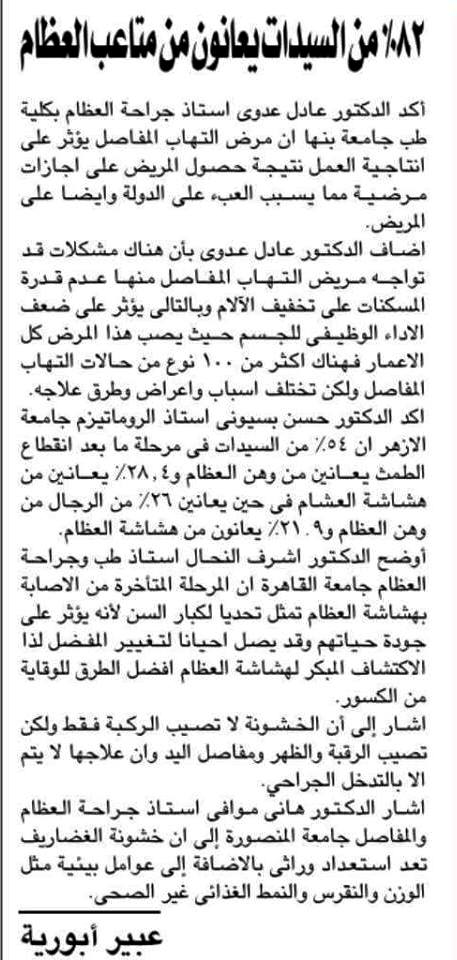 ٨٢٪ من السيدات يعانون من متاعب العظام
أكد الدكتور عادل عدوى استاذ جراحة العظام بكلية
طب جامعة بنها ان مرض التهاب المفاصل يؤثر على
انتاجية العمل نتيجة حصول المريض على اجازات
مرضية مما يسبب العبء على الدولة وايضا على
المريض.
اضاف الدكتور عادل عدوى بأن هناك مشكلات قد
تواجه مريض التهاب المفاصل منها عدم قدرة
المسكنات على تخفيف الآلام وبالتالى يؤثر على ضعف
الاداء الوظيفى للجسم حيث يصب هذا المرض كل
الاعمار فهناك اكثر من ١٠٠ نوع من حالات التهاب
المفاصل ولكن تختلف اسباب واعراض وطرق علاجه.
اكد الدكتور حسن بسيونى استاذ الروماتيزم جامعة
الازهر ان ٥٤٪ من السيدات فى مرحلة ما بعد انقطاع
الطمث يعانين من وهن العظام و٢٨,٤٪ يعانين من
هشاشة العشام فى حين يعانين ٢٦٪ من الرجال من
وهن العظام و٢١.٩٪ يعانون من هشاشة العظام.
أوضح الدكتور اشرف النحال استاذ طب وجراحة
العظام جامعة القاهرة ان المرحلة المتأخرة من الاصابة
بهشاشة العظام تمثل تحديا لكبار السن لأنه يؤثر على
جودة حياتهم وقد يصل احيانا لتغيير المفضل لذا
الاكتشاف المبكر لهشاشة العظام افضل الطرق للوقاية
من الكسور.
اشار إلى أن الخشونة لا تصيب الركبة فقط ولكن
تصيب الرقبة والظهر ومفاصل اليد وان علاجها لا يتم
الا بالتدخل الجراحي.
اشار الدكتور هانى موافى استاذ جراحة العظام
والمفاصل جامعة المنصورة إلى ان خشونة الغضاريف
تعد استعداد وراثى بالاضافة إلى عوامل بيئية مثل
الوزن والنقرس والنمط الغذائى غير الصحى.
عبير أبورية